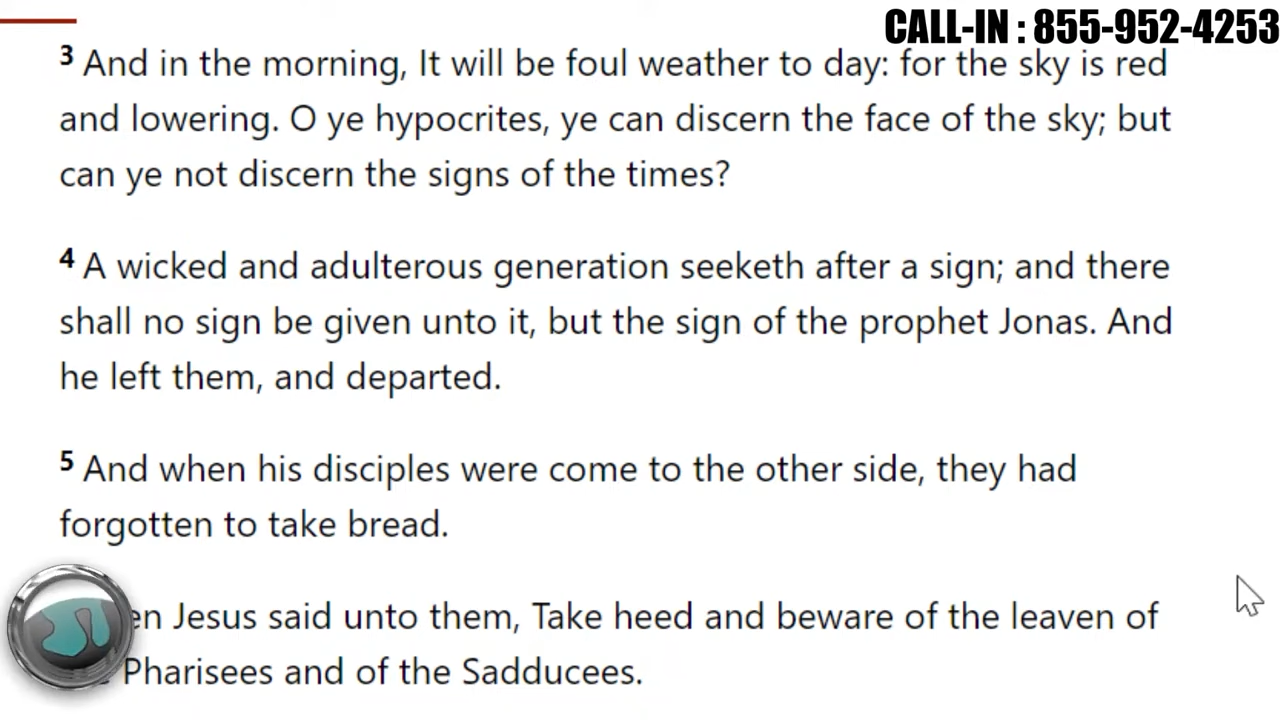 CALL-IN : 855-952-4253
3 And in the morning, It will be foul weather to day: for the sky is red
and lowering. O ye hypocrites, ye can discern the face of the sky; but
can ye not discern the signs of the times?
4 A wicked and adulterous generation seeketh after a sign; and there
shall no sign be given unto it, but the sign of the prophet Jonas. And
he left them, and departed.
5 And when his disciples were come to the other side, they had
forgotten to take bread.
en Jesus said unto them, Take heed and beware of the leaven of
Pharisees and of the Sadducees.